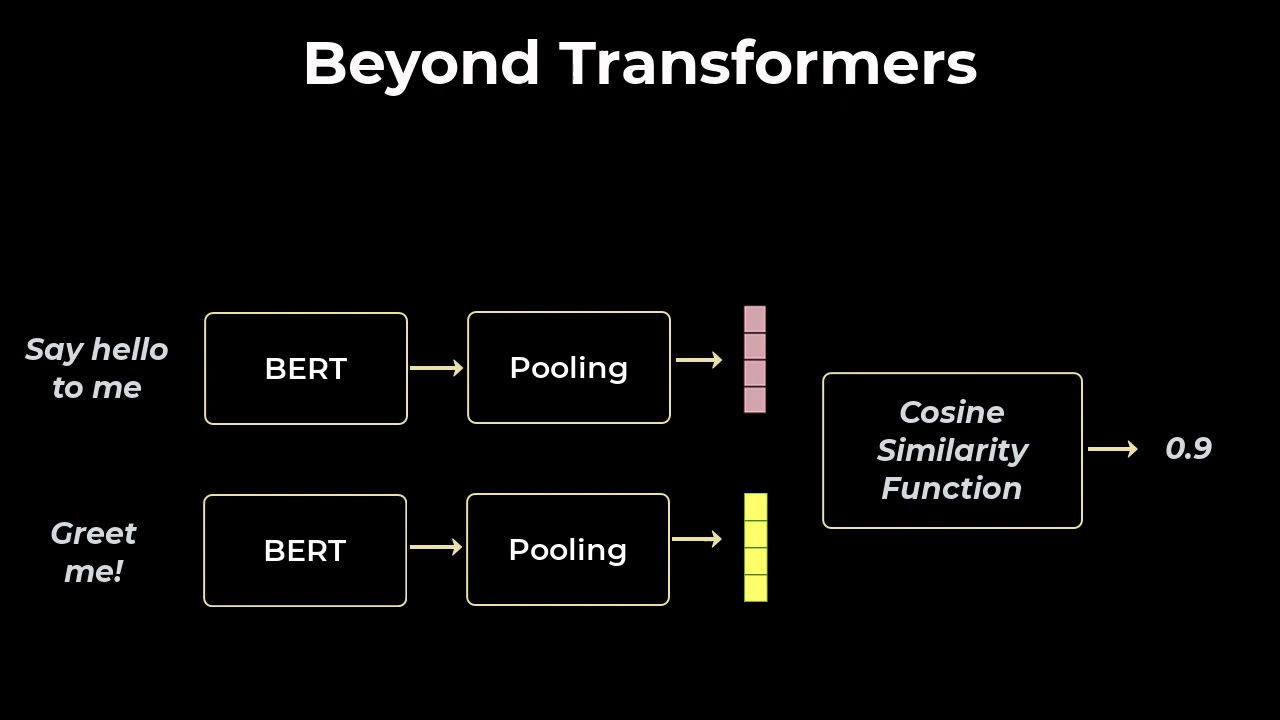 Beyond Transformers
Say hello
to me
BERT
Pooling
Greet
me!
BERT
Pooling
Cosine
Similarity
Function
0.9